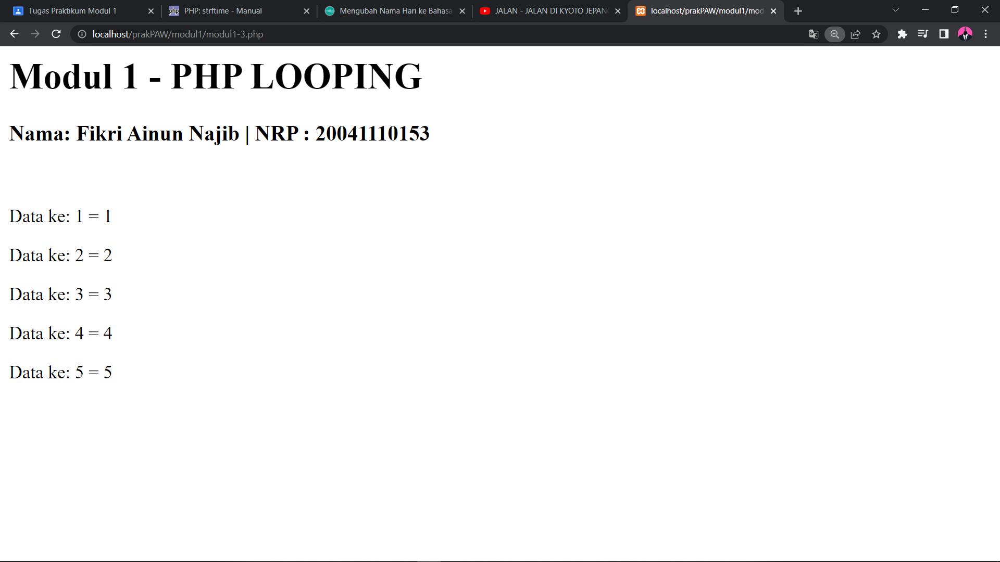 Tugas Praktikum Modul 1
php PHP: strftime - Manual
Mengubah Nama Hari ke Bahasa
JALAN - JALAN DI KYOTO JEPANG
localhost/prakPAW/modul1/mod
localhost/prakPAW/modul1/modul1-3.php
Modul 1 - PHP LOOPING
Nama: Fikri Ainun Najib | NRP : 20041110153
Data ke: 1 = 1
Data ke: 2 = 2
Data ke: 3 = 3
Data ke: 4 = 4
Data ke: 5 = 5